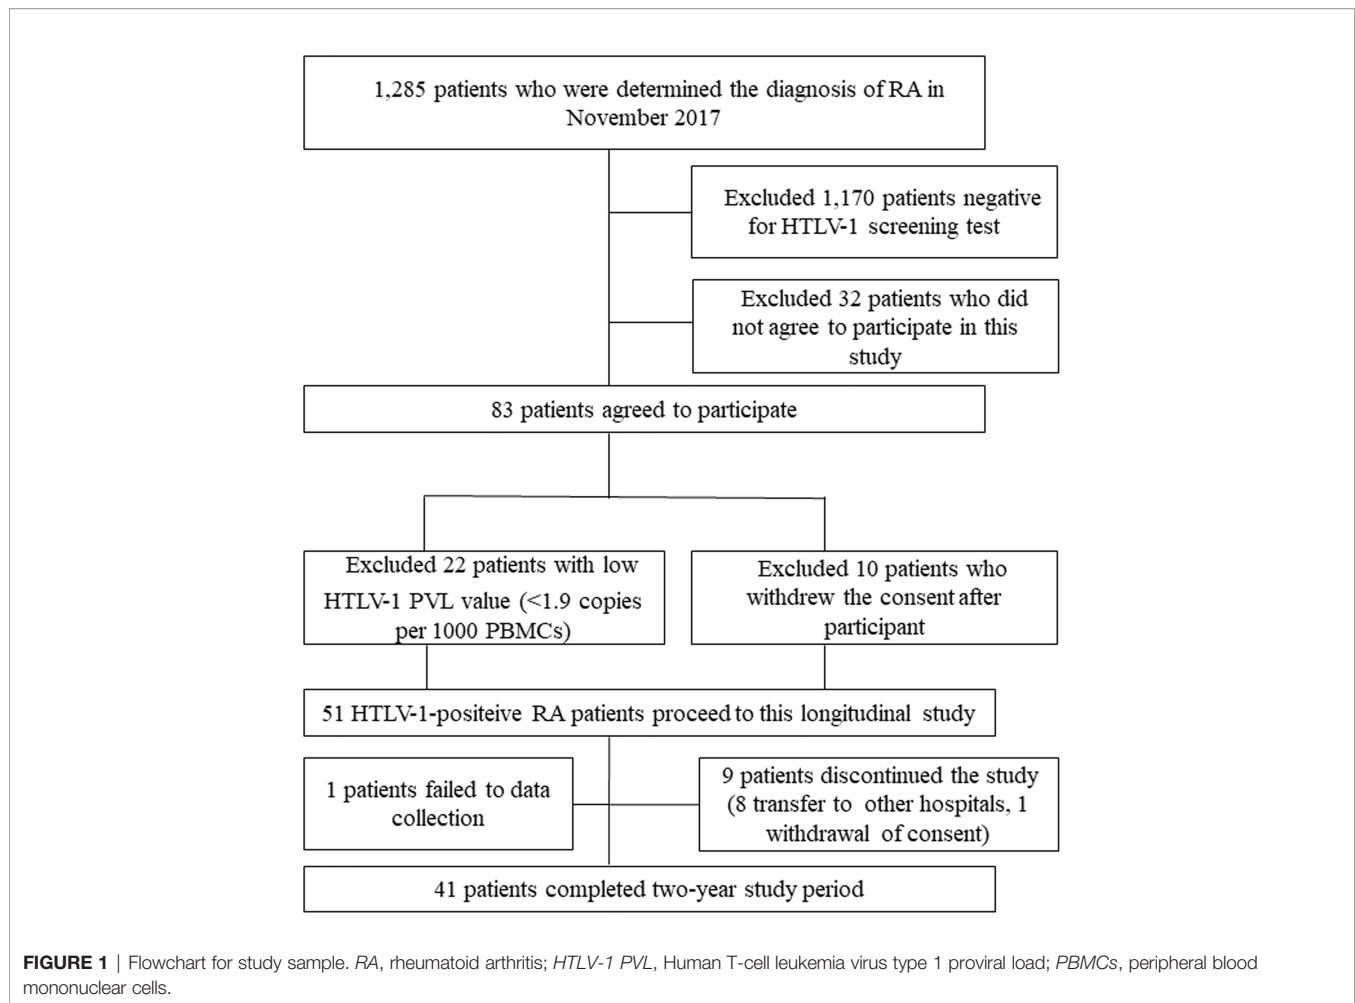 1,285 patients who were determined the diagnosis of RA in
November 2017
Excluded 1,170 patients negative
for HTLV-1 screening test
Excluded 32 patients who did
not agree to participate in this
study
83 patients agreed to participate
Excluded 22 patients with low
HTLV-1 PVL value (<1.9 copies
per 1000 PBMCs)
Excluded 10 patients who
withdrew the consent after
participant
51 HTLV-1-positeive RA patients proceed to this longitudinal study
1 patients failed to data
collection
9 patients discontinued the study
(8 transfer to other hospitals, 1
withdrawal of consent)
41 patients completed two-year study period
FIGURE 1 | Flowchart for study sample. RA, rheumatoid arthritis; HTLV-1 PVL, Human T-cell leukemia virus type 1 proviral load; PBMCs, peripheral blood
mononuclear cells.